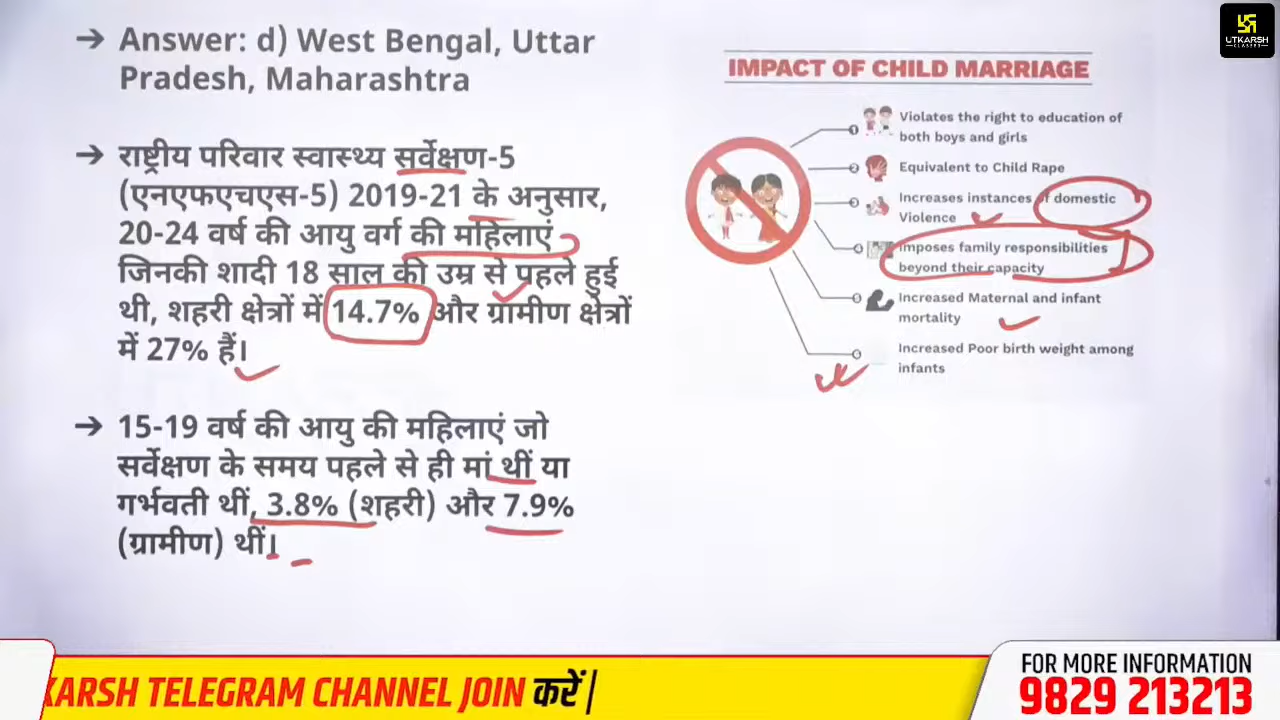 → Answer: d) West Bengal, Uttar
Pradesh, Maharashtra
→ राष्ट्रीय परिवार स्वास्थ्य सर्वेक्षण-5
(एनएफएचएस-5) 2019-21 के अनुसार,
20-24 वर्ष की आयु वर्ग की महिलाएं
जिनकी शादी 18 साल की उम्र से पहले हुई
थी, शहरी क्षेत्रों में 14.7% और ग्रामीण क्षेत्रों
में 27% हैं।
→ 15-19 वर्ष की आयु की महिलाएं जो
सर्वेक्षण के समय पहले से ही मां थीं या
गर्भवती थीं, 3.8% (शहरी) और 7.9%
(ग्रामीण) थीं।
IMPACT OF CHILD MARRIAGE
Violates the right to education of
both boys and girls
Equivalent to Child Rape
Increases instances of domestic
Violence
Imposes family responsibilities
beyond their capacity
Increased Maternal and infant
mortality
Increased Poor birth weight among
infants
UTKARSH
CLASSES
KARSH TELEGRAM CHANNEL JOIN करें |
FOR MORE INFORMATION
9829 213213